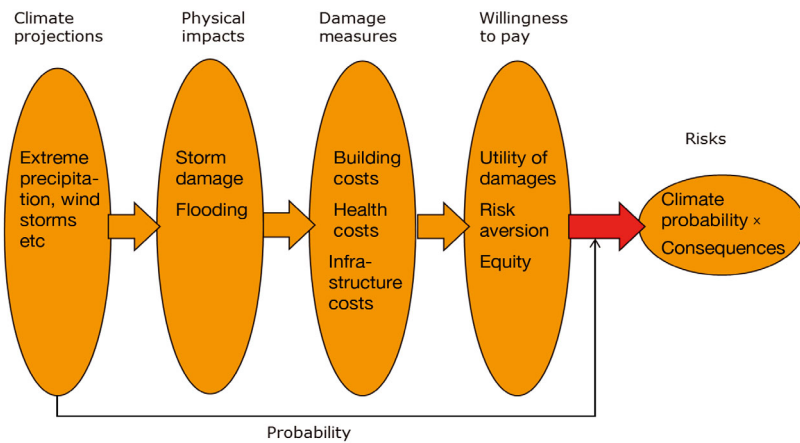 Climate
projections
Physical
impacts
Damage
measures
Willingness
to pay
Risks
Extreme
precipita-
tion, wind
storms
etc
Storm
damage
Flooding
Building
costs
Health
costs
Infra-
structure
costs
Utility of
damages
Risk
aversion
Equity
Climate
probability ×
Consequences
Probability